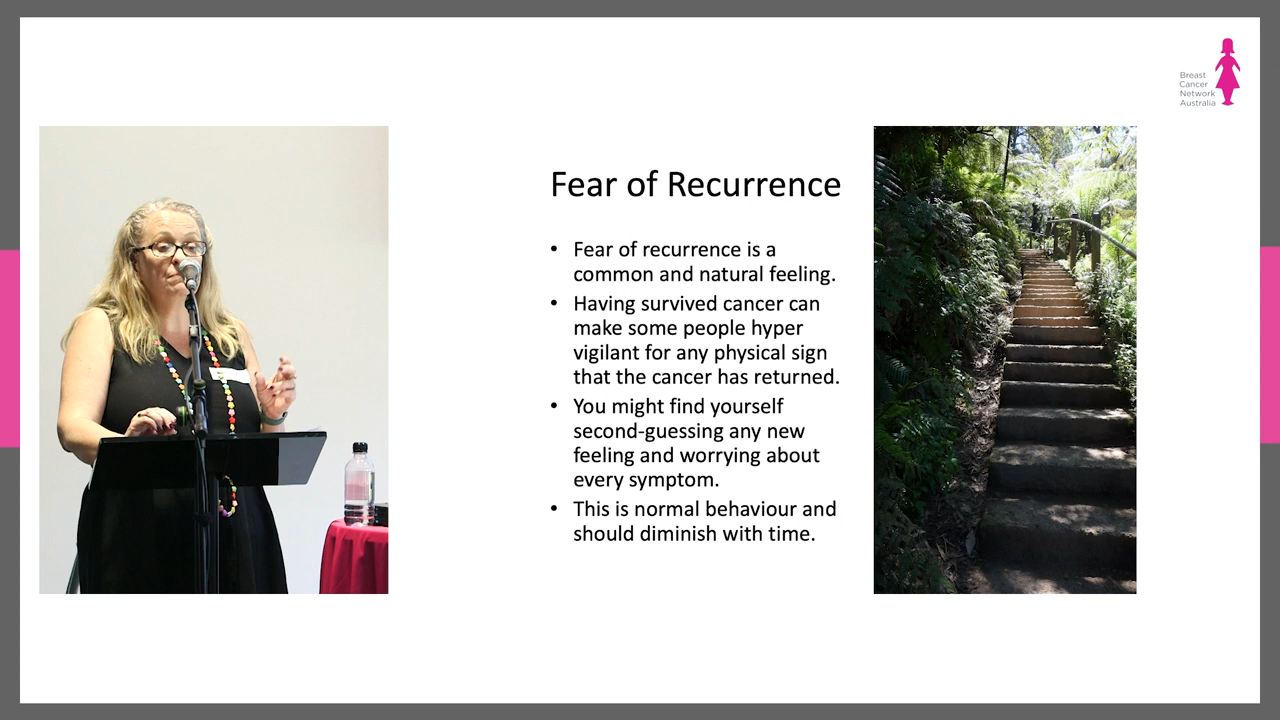 Breast
Cancer
Network
Australia
Fear of Recurrence
• Fear of recurrence is a
common and natural feeling.
• Having survived cancer can
make some people hyper
vigilant for any physical sign
that the cancer has returned.
• You might find yourself
second-guessing any new
feeling and worrying about
every symptom.
• This is normal behaviour and
should diminish with time.